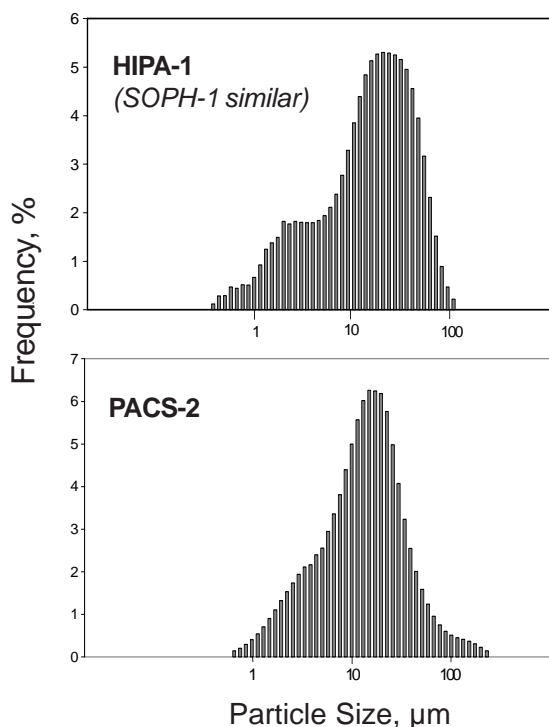 6
HIPA-1
(SOPH-1 similar)
5
4
3
2
1
0
1 10 100
Frequency, %
7
PACS-2
6
5
4
3
2
1
0
1 10 100
Particle Size, µm